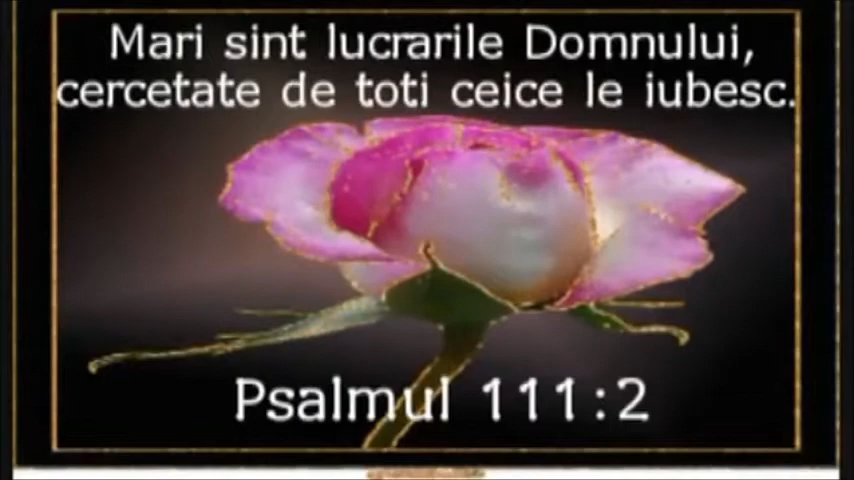 Mari sint lucrarile Domnului,
cercetate de toti ceice le iubesc.
Psalmul 111:2